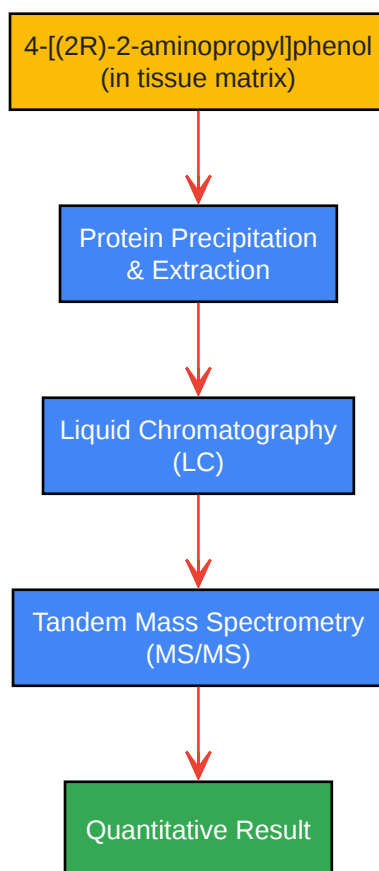 4-[(2R)-2-aminopropyl]phenol
(in tissue matrix)
Protein Precipitation
& Extraction
Liquid Chromatography
(LC)
Tandem Mass Spectrometry
(MS/MS)
Quantitative Result